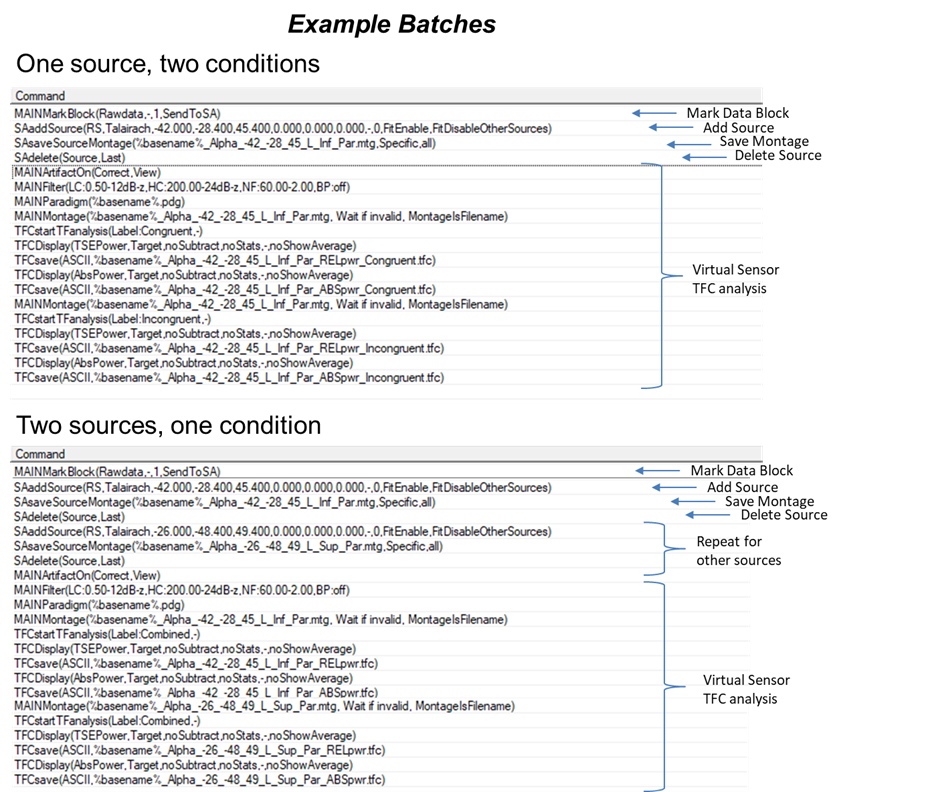 Example Batches
One source, two conditions
Command
MAINMarkBlock(Rawdata,-,1,SendToSA)
Mark Data Block
SAaddSource(RS,Talairach,-42.000,-28.400,45.400,0.000,0.000,0.000,-,0,FitEnable,FitDisableOtherSources)
Add Source
SAsaveSourceMontage(%basename%_Alpha_-42_-28_45_L_Inf_Par.mtg,Specific,all)
Save Montage
SAdelete(Source,Last)
Delete Source
MAINArtifactOn(Correct,View)
MAINFilter(LC:0.50-12dB-z,HC:200.00-24dB-z,NF:60.00-2.00,BP:off)
MAINParadigm(%basename%.pdg)
MAINMontage(%basename%_Alpha_-42_-28_45_L_Inf_Par.mtg, Wait if invalid, MontageIsFilename)
TFCstartTFanalysis(Label:Congruent,-)
TFCDisplay(TSEPower,Target,noSubtract,noStats,-,noShowAverage)
TFCsave(ASCII,%basename%_Alpha_-42_-28_45_L_Inf_Par_RELpwr_Congruent.tfc)
TFCDisplay(AbsPower,Target,noSubtract,noStats,-,noShowAverage)
TFCsave(ASCII,%basename%_Alpha_-42_-28_45_L_Inf_Par_ABSpwr_Congruent.tfc)
MAINMontage(%basename%_Alpha_-42_-28_45_L_Inf_Par.mtg, Wait if invalid, MontageIsFilename)
TFCstartTFanalysis(Label:Incongruent,-)
TFCDisplay(TSEPower,Target,noSubtract,noStats,-,noShowAverage)
TFCsave(ASCII,%basename%_Alpha_-42_-28_45_L_Inf_Par_RELpwr_Incongruent.tfc)
TFCDisplay(AbsPower,Target,noSubtract,noStats,-,noShowAverage)
TFCsave(ASCII,%basename%_Alpha_-42_-28_45_L_Inf_Par_ABSpwr_Incongruent.tfc)
Virtual Sensor
TFC analysis
Two sources, one condition
Command
MAINMarkBlock(Rawdata,-,1,SendToSA)
Mark Data Block
SAaddSource(RS,Talairach,-42.000,-28.400,45.400,0.000,0.000,0.000,-,0,FitEnable,FitDisableOtherSources)
Add Source
SAsaveSourceMontage(%basename%_Alpha_-42_-28_45_L_Inf_Par.mtg,Specific,all)
Save Montage
SAdelete(Source,Last)
Delete Source
SAaddSource(RS,Talairach,-26.000,-48.400,49.400,0.000,0.000,0.000,-,0,FitEnable,FitDisableOtherSources)
SAsaveSourceMontage(%basename%_Alpha_-26_-48_49_L_Sup_Par.mtg,Specific,all)
SAdelete(Source,Last)
MAINArtifactOn(Correct,View)
Repeat for
other sources
MAINFilter(LC:0.50-12dB-z,HC:200.00-24dB-z,NF:60.00-2.00,BP:off)
MAINParadigm(%basename%.pdg)
MAINMontage(%basename%_Alpha_-42_-28_45_L_Inf_Par.mtg, Wait if invalid, MontageIsFilename)
TFCstartTFanalysis(Label:Combined,-)
TFCDisplay(TSEPower,Target,noSubtract,noStats,-,noShowAverage)
TFCsave(ASCII,%basename%_Alpha_-42_-28_45_L_Inf_Par_RELpwr.tfc)
TFCDisplay(AbsPower,Target,noSubtract,noStats,-,noShowAverage)
TFCsave(ASCII,%basename%_Alpha_-42_-28_45_L_Inf_Par_ABSpwr.tfc)
MAINMontage(%basename%_Alpha_-26_-48_49_L_Sup_Par.mtg, Wait if invalid, MontageIsFilename)
TFCstartTFanalysis(Label:Combined,-)
TFCDisplay(TSEPower,Target,noSubtract,noStats,-,noShowAverage)
TFCsave(ASCII,%basename%_Alpha_-26_-48_49_L_Sup_Par_RELpwr.tfc)
TFCDisplay(AbsPower,Target,noSubtract,noStats,-,noShowAverage)
TFCsave(ASCII,%basename%_Alpha_-26_-48_49_L_Sup_Par_ABSpwr.tfc)
Virtual Sensor
TFC analysis